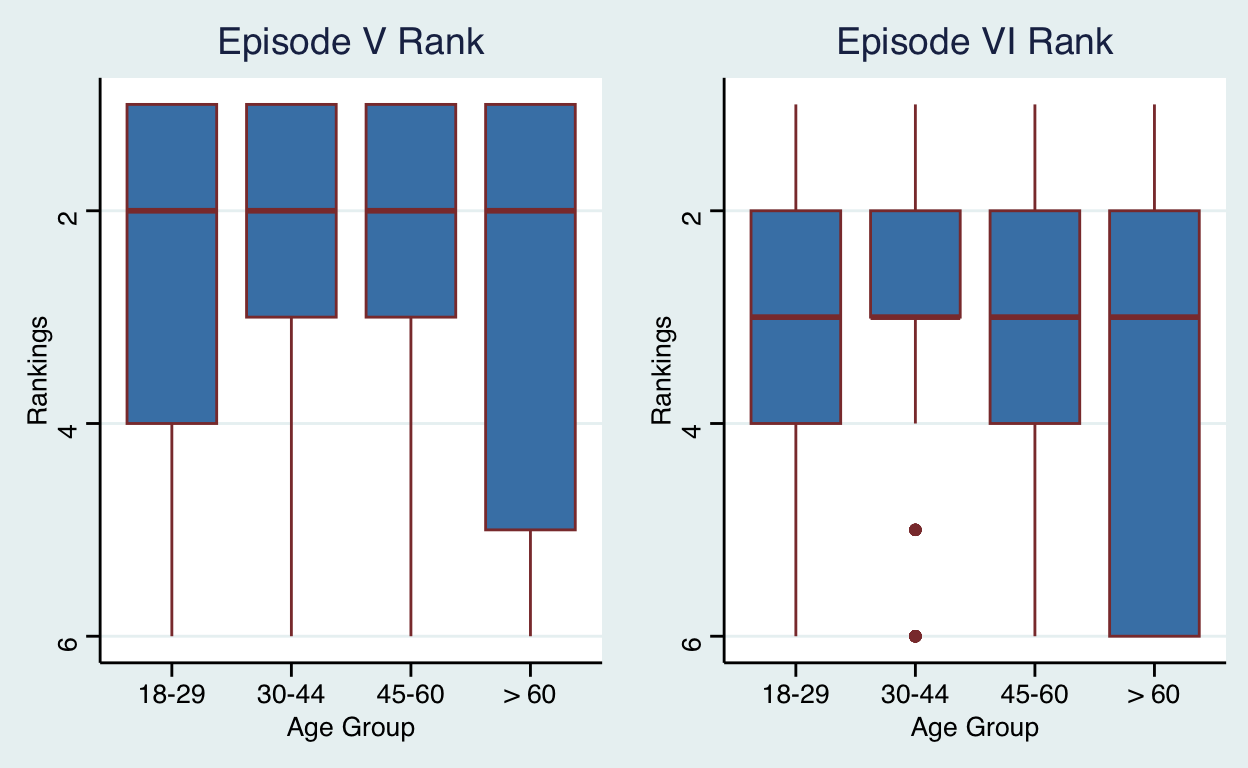 Episode V Rank
Rankings
2
4
6
18-29 30-44 45-60 > 60
Age Group
Episode VI Rank
Rankings
2
4
6
18-29 30-44 45-60 > 60
Age Group